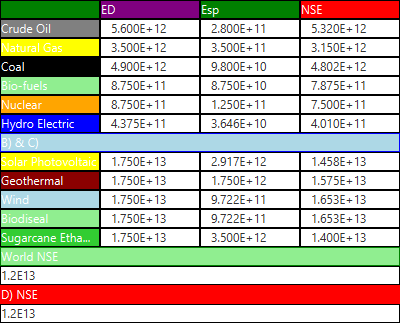 ED Esp NSE
Crude Oil 5.600E+12 2.800E+11 5.320E+12
Natural Gas 3.500E+12 3.500E+11 3.150E+12
Coal 4.900E+12 9.800E+10 4.802E+12
Bio-fuels 8.750E+11 8.750E+10 7.875E+11
Nuclear 8.750E+11 1.250E+11 7.500E+11
Hydro Electric 4.375E+11 3.646E+10 4.010E+11
B) & C)
Solar Photovolta c 1.750E+13 2.917E+12 1.458E+13
Geothermal 1.750E+13 1.750E+12 1.575E+13
Wind 1.750E+13 9.722E+11 1.653E+13
Biodiseal 1.750E+13 9.722E+11 1.653E+13
Sugarcane Etha... 1.750E+13 3.500E+12 1.400E+13
World NSE
1.2E13
D) NSE
1.2E13